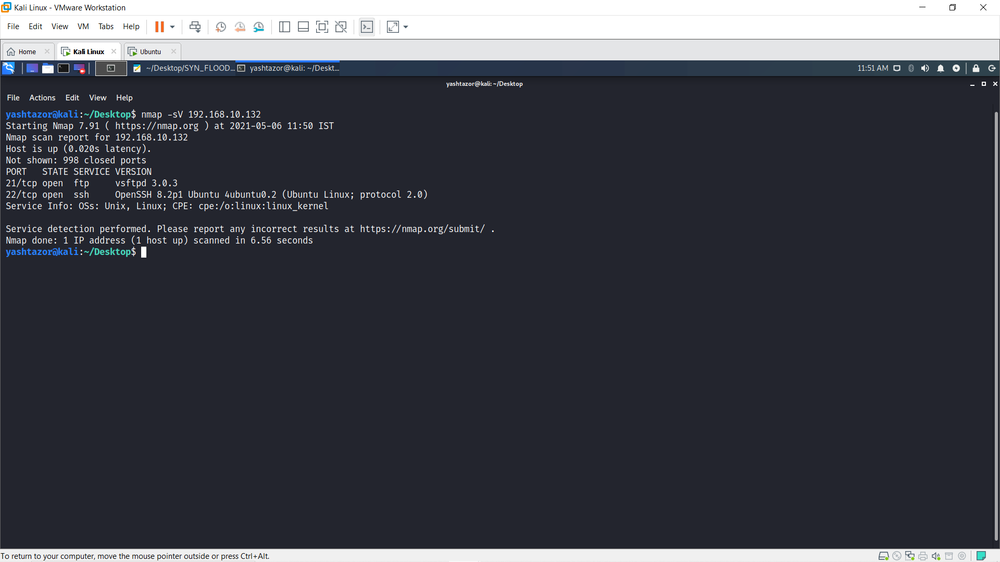 Kali Linux - VMware Workstation
File Edit View VM Tabs Help
Home Kali Linux Ubuntu
~/Desktop/SYN_FLOOD... yashtazor@kali: ~/Deskt... 11:51 AM
yashtazor@kali: ~/Desktop
File Actions Edit View Help
yashtazor@kali:~/Desktop$ nmap -sV 192.168.10.132
Starting Nmap 7.91 ( https://nmap.org ) at 2021-05-06 11:50 IST
Nmap scan report for 192.168.10.132
Host is up (0.020s latency).
Not shown: 998 closed ports
PORT   STATE SERVICE VERSION
21/tcp open  ftp     vsftpd 3.0.3
22/tcp open  ssh     OpenSSH 8.2p1 Ubuntu 4ubuntu0.2 (Ubuntu Linux; protocol 2.0)
Service Info: OSs: Unix, Linux; CPE: cpe:/o:linux:linux_kernel
Service detection performed. Please report any incorrect results at https://nmap.org/submit/ .
Nmap done: 1 IP address (1 host up) scanned in 6.56 seconds
yashtazor@kali:~/Desktop$
To return to your computer, move the mouse pointer outside or press Ctrl+Alt.